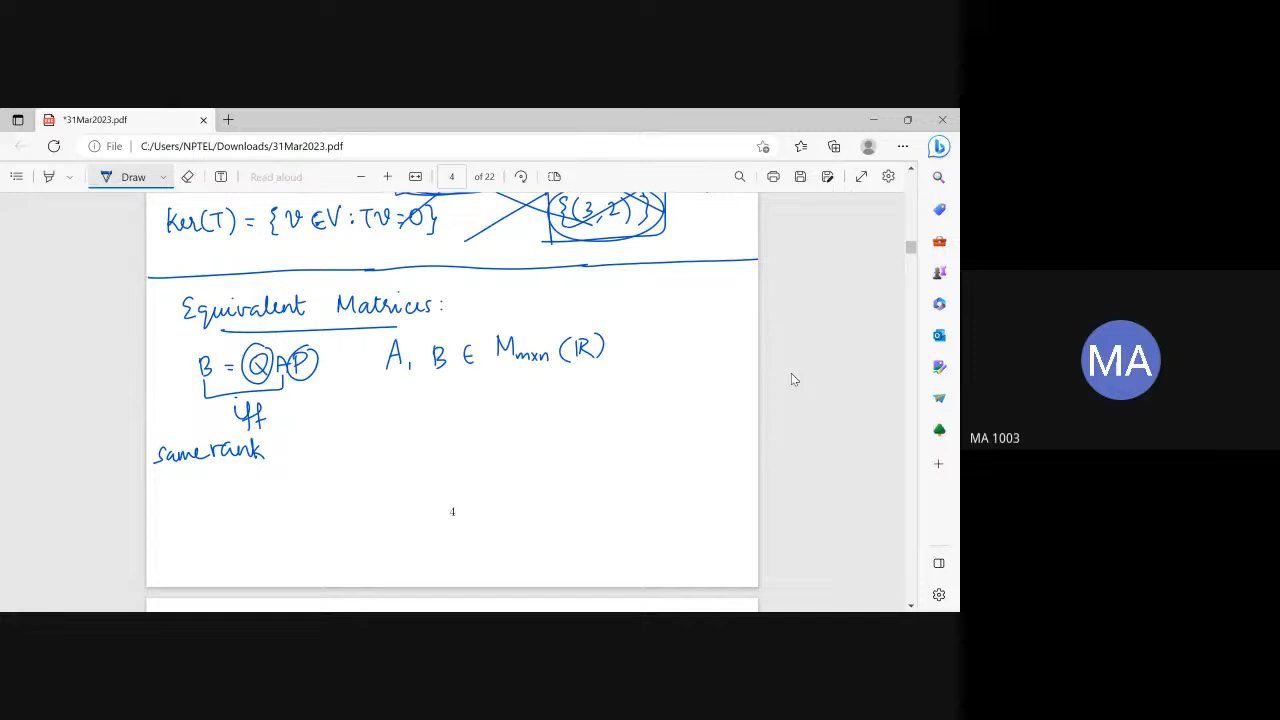 *31Mar2023.pdf
File C:/Users/NPTEL/Downloads/31Mar2023.pdf
Draw Read aloud 4 of 22
Ker(T) = {v ∈ V : Tv = 0} {(3, 2)}
Equivalent Matrices:
B = QAP A, B ∈ Mmxn (R)
iff
same rank
4
MA
MA 1003